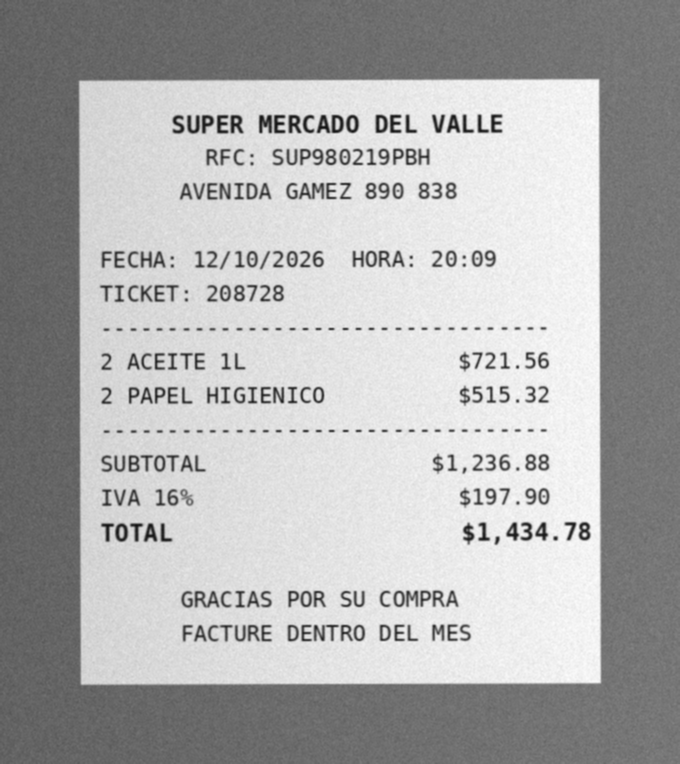 SUPER MERCADO DEL VALLE
RFC: SUP980219PBH
AVENIDA GAMEZ 890 838
FECHA: 12/10/2026 HORA: 20:09
TICKET: 208728
----------------------------------
2 ACEITE 1L $721.56
2 PAPEL HIGIENICO $515.32
----------------------------------
SUBTOTAL $1,236.88
IVA 16% $197.90
TOTAL $1,434.78
GRACIAS POR SU COMPRA
FACTURE DENTRO DEL MES